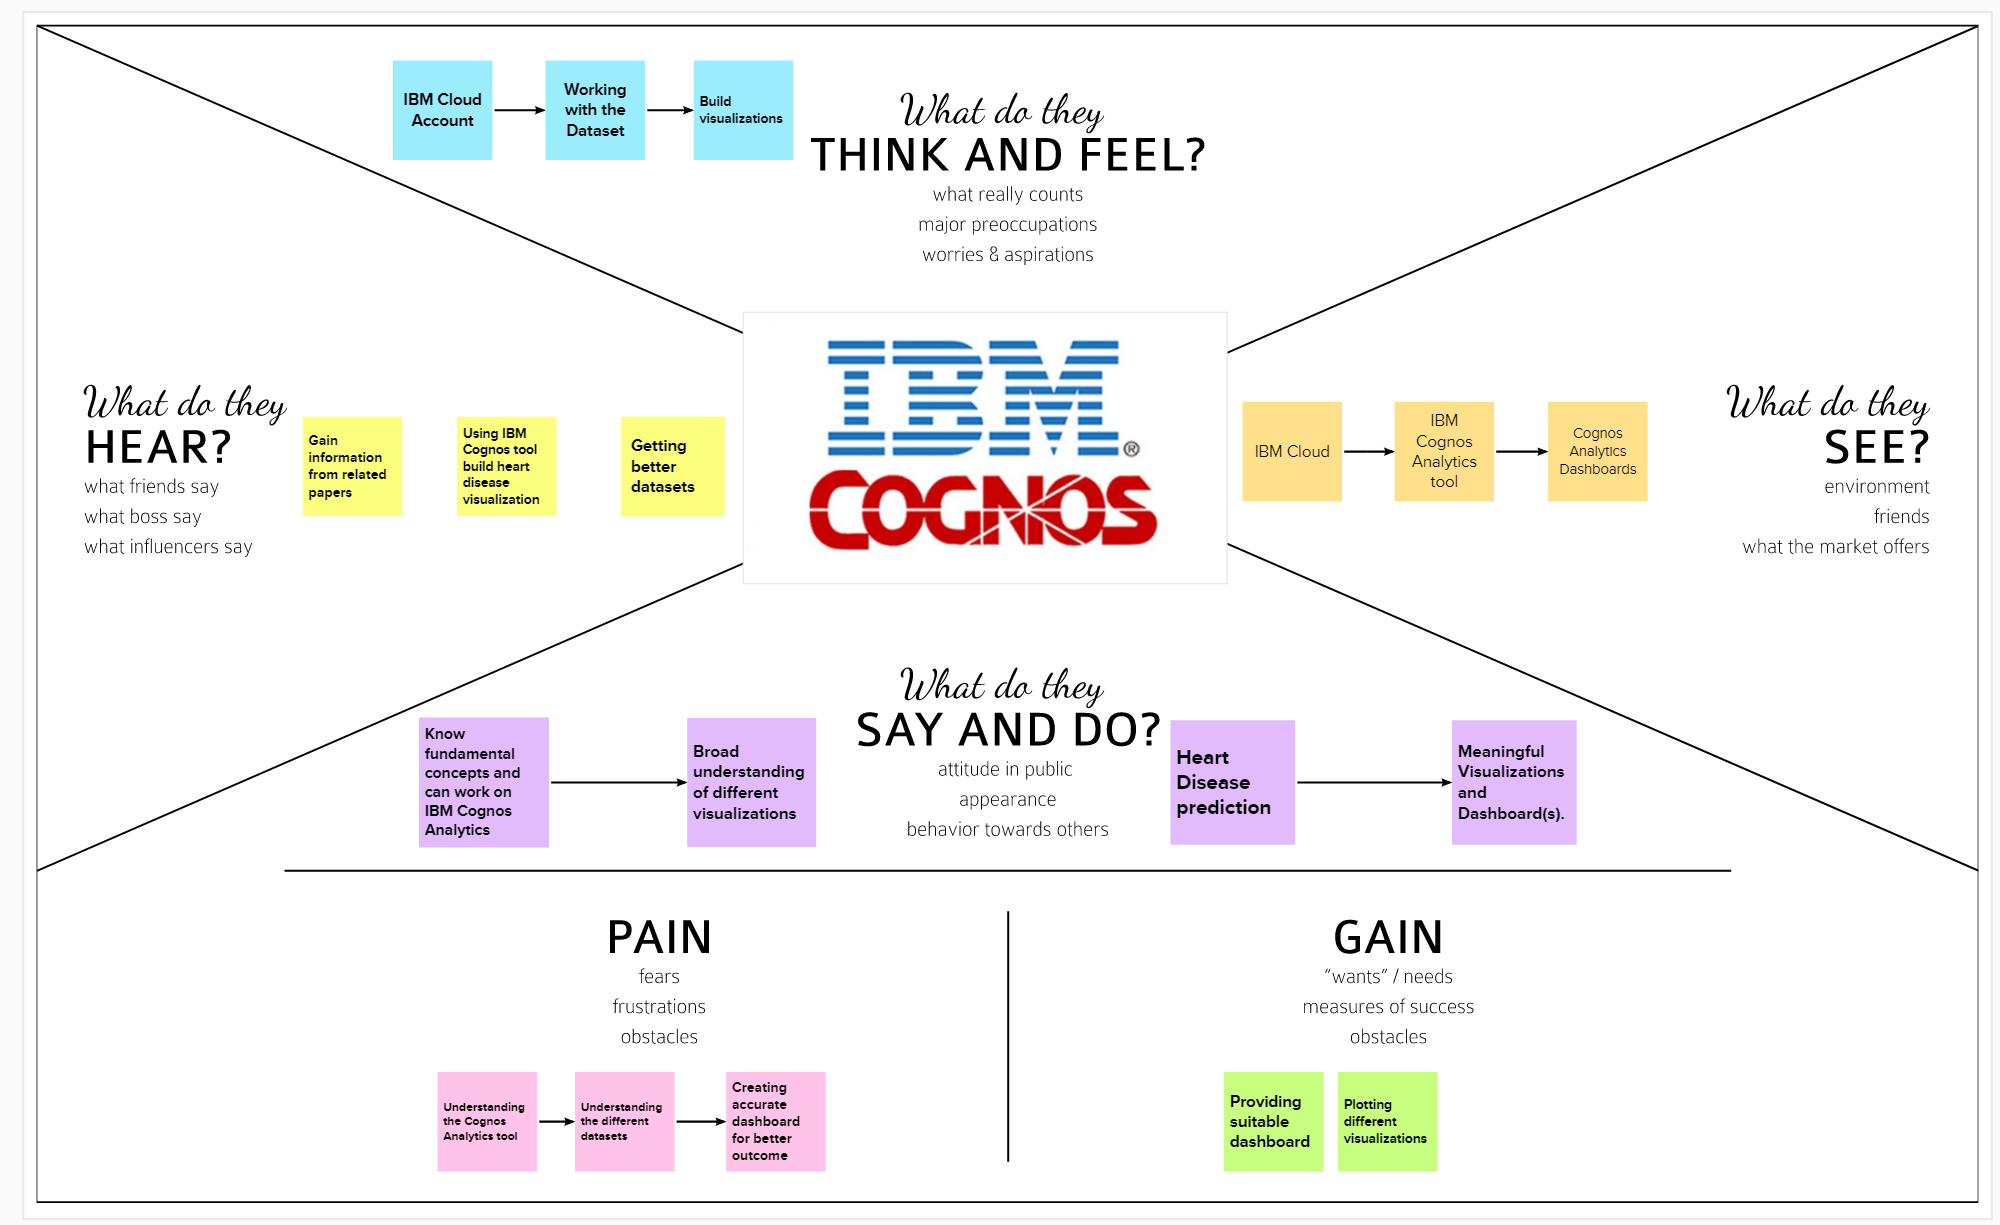 IBM Cloud
Account
Working
with the
Dataset
Build
visualizations
What do they
THINK AND FEEL?
what really counts
major preoccupations
worries & aspirations
What do they
HEAR?
what friends say
what boss say
what influencers say
Gain
information
from related
papers
Using IBM
Cognos tool
build heart
disease
visualization
Getting
better
datasets
IBM®
COGNOS
IBM Cloud
IBM
Cognos
Analytics
tool
Cognos
Analytics
Dashboards
What do they
SEE?
environment
friends
what the market offers
What do they
SAY AND DO?
attitude in public
appearance
behavior towards others
Know
fundamental
concepts and
can work on
IBM Cognos
Analytics
Broad
understanding
of different
visualizations
Heart
Disease
prediction
Meaningful
Visualizations
and
Dashboard(s).
PAIN
fears
frustrations
obstacles
Understanding
the Cognos
Analytics tool
Understanding
the different
datasets
Creating
accurate
dashboard
for better
outcome
GAIN
“wants” / needs
measures of success
obstacles
Providing
suitable
dashboard
Plotting
different
visualizations